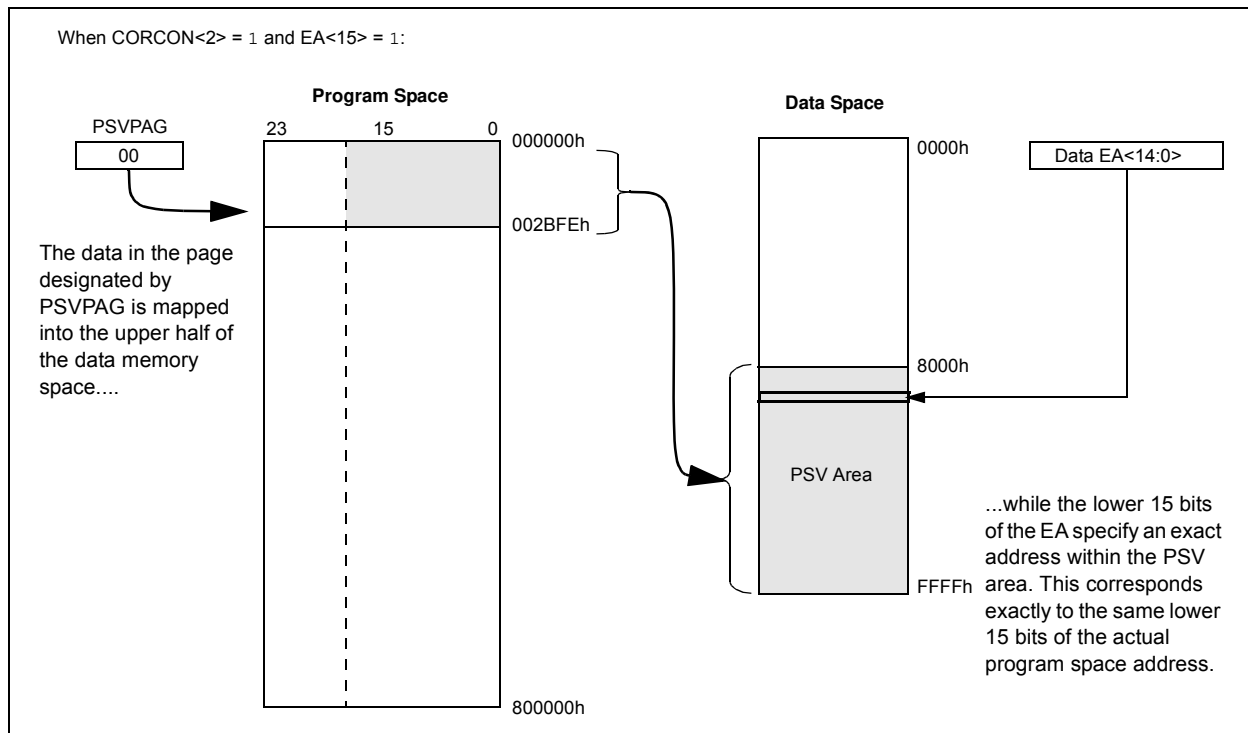 When CORCON<2> = 1 and EA<15> = 1:
Program Space
Data Space
PSVPAG
23 15 0
000000h
0000h
00
Data EA<14:0>
002BFEh
The data in the page
designated by
PSVPAG is mapped
into the upper half of
the data memory
space....
8000h
PSV Area
...while the lower 15 bits
of the EA specify an exact
address within the PSV
area. This corresponds
exactly to the same lower
15 bits of the actual
program space address.
FFFFh
800000h